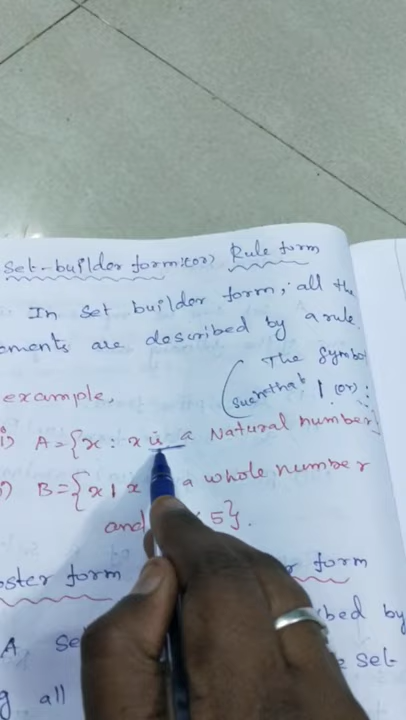 Set-builder form (or) Rule form
In set builder form, all the
ements are described by a rule.
The symbol
such that | (or) :
example,
i) A={x : x is a Natural number}
B={x | x a whole number
and 5}.
oster form form
A se bed by
e set
g all